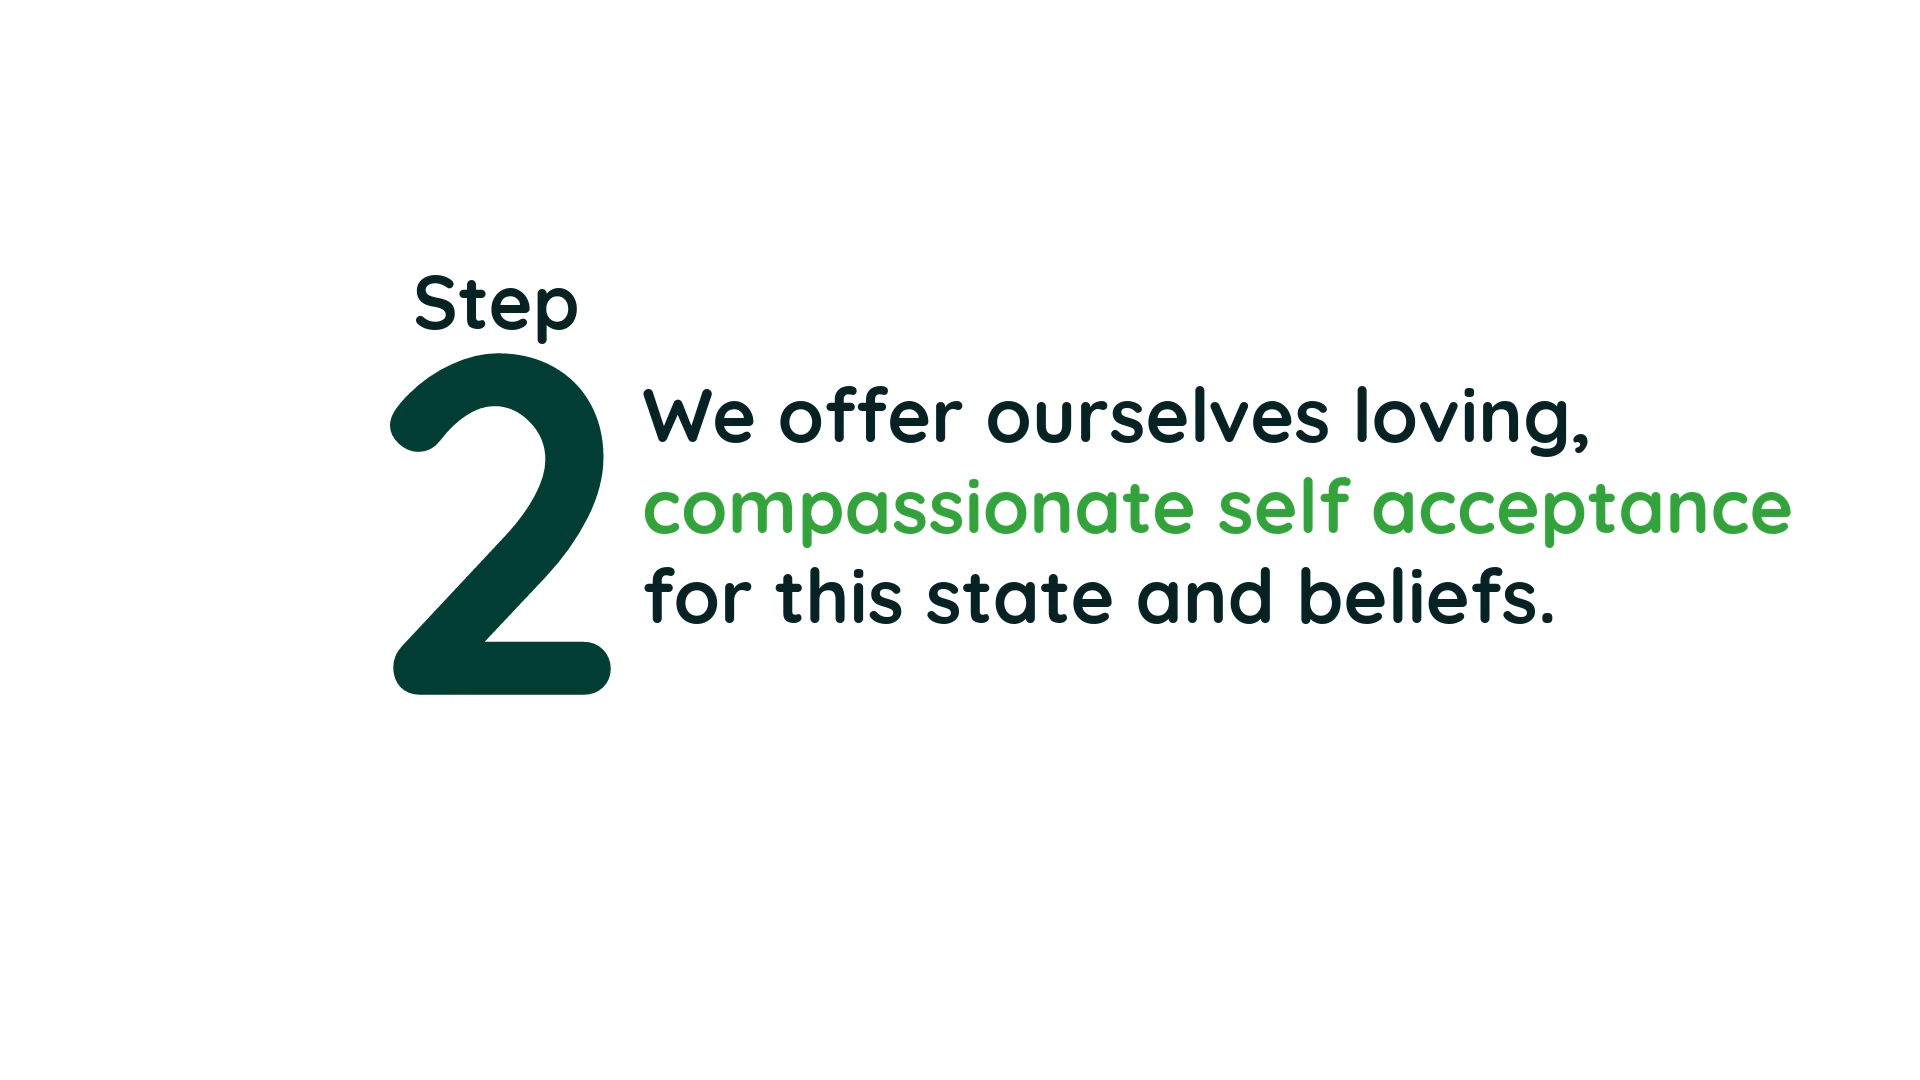 Step
2
We offer ourselves loving,
compassionate self acceptance
for this state and beliefs.